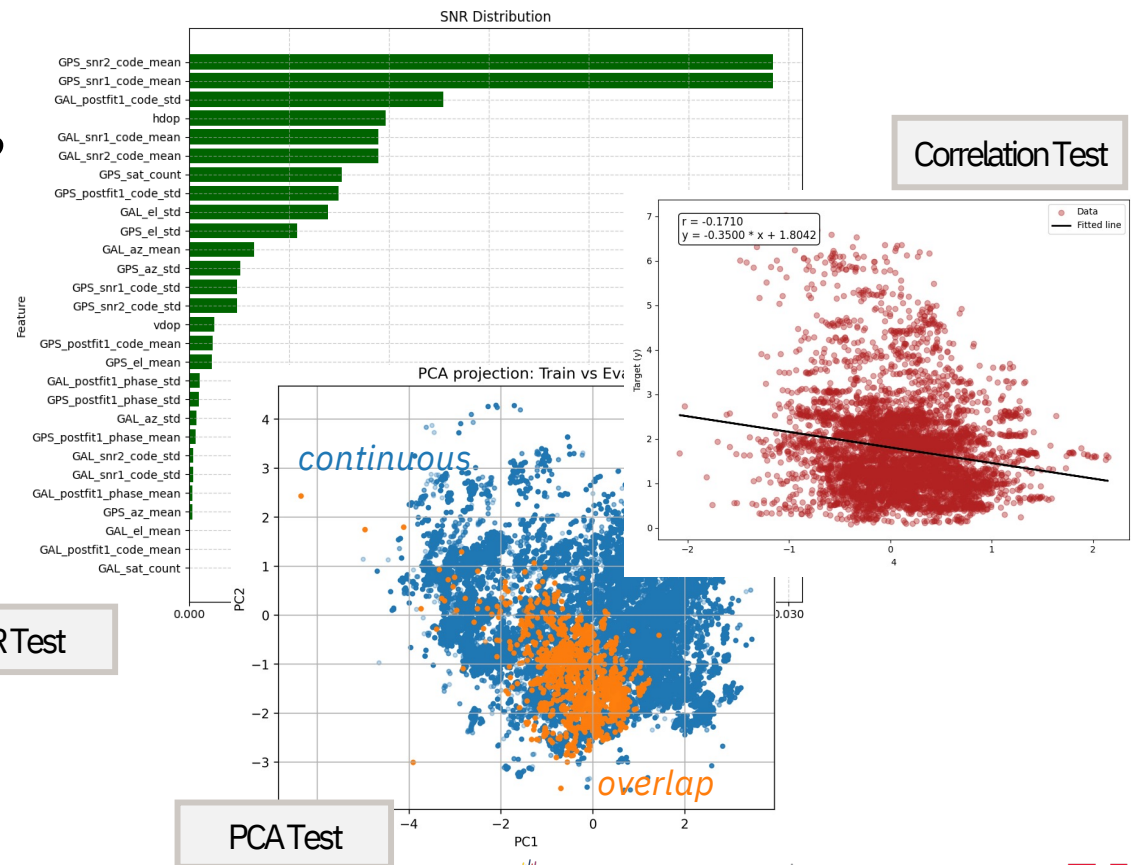 SNR Distribution
GPS_snr2_code_mean
GPS_snr1_code_mean
GAL_postfit1_code_std
hdop
GAL_snr1_code_mean
GAL_snr2_code_mean
GPS_sat_count
GPS_postfit1_code_std
GAL_el_std
GPS_el_std
GAL_az_mean
GPS_az_std
GPS_snr1_code_std
GPS_snr2_code_std
vdop
GPS_postfit1_code_mean
GPS_el_mean
GAL_postfit1_phase_std
GPS_postfit1_phase_std
GAL_az_std
GPS_postfit1_phase_mean
GAL_snr2_code_std
GAL_snr1_code_std
GAL_postfit1_phase_mean
GPS_az_mean
GAL_el_mean
GAL_postfit1_code_mean
GAL_sat_count
Feature
0.000
0.030
R Test
Correlation Test
r = -0.1710
y = -0.3500 * x + 1.8042
Data
Fitted line
7
6
5
4
3
2
1
0
Target (y)
−2 −1 0 1 2
4
PCA projection: Train vs Eva
continuous
overlap
4
3
2
1
0
−1
−2
−3
PC2
−4 −2 0 2
PC1
PCA Test